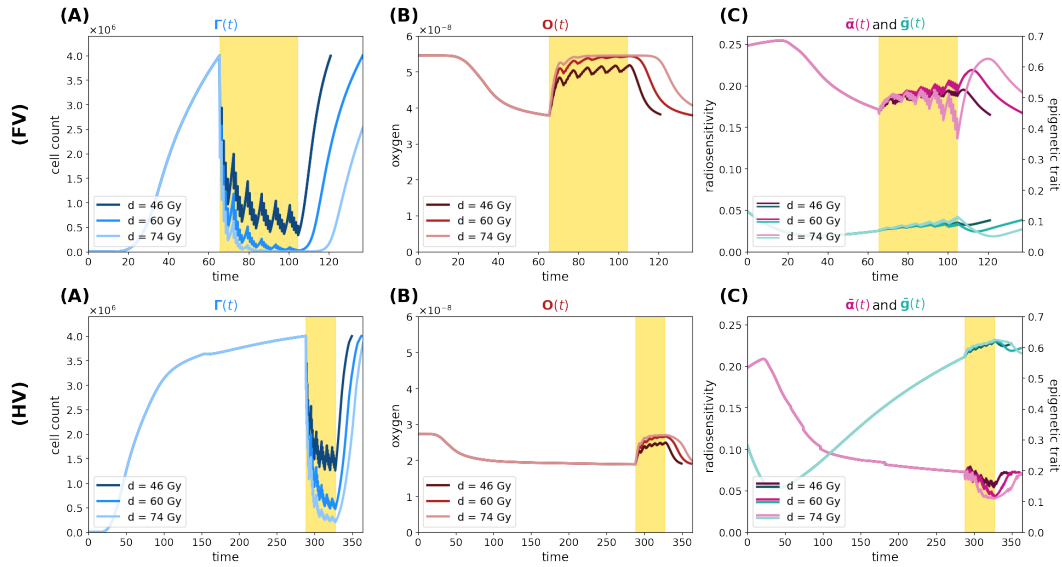 (FV)
(A)
Γ(t)
×10⁶
cell count
4.0
3.5
3.0
2.5
2.0
1.5
1.0
0.5
0.0
d = 46 Gy
d = 60 Gy
d = 74 Gy
0 20 40 60 80 100 120
time
(B)
O(t)
6 ×10⁻⁸
oxygen
5
4
3
2
1
0
d = 46 Gy
d = 60 Gy
d = 74 Gy
0 20 40 60 80 100 120
time
(C)
ᾱ(t) and ḡ(t)
radiosensitivity
0.25
0.20
0.15
0.10
0.05
0.00
d = 46 Gy
d = 60 Gy
d = 74 Gy
0 20 40 60 80 100 120
time
0.7
0.6
0.5
0.4
0.3
0.2
0.1
0.0
epigenetic trait
(HV)
(A)
Γ(t)
×10⁶
cell count
4.0
3.5
3.0
2.5
2.0
1.5
1.0
0.5
0.0
d = 46 Gy
d = 60 Gy
d = 74 Gy
0 50 100 150 200 250 300 350
time
(B)
O(t)
6 ×10⁻⁸
oxygen
5
4
3
2
1
0
d = 46 Gy
d = 60 Gy
d = 74 Gy
0 50 100 150 200 250 300 350
time
(C)
ᾱ(t) and ḡ(t)
radiosensitivity
0.25
0.20
0.15
0.10
0.05
0.00
d = 46 Gy
d = 60 Gy
d = 74 Gy
0 50 100 150 200 250 300 350
time
0.7
0.6
0.5
0.4
0.3
0.2
0.1
0.0
epigenetic trait